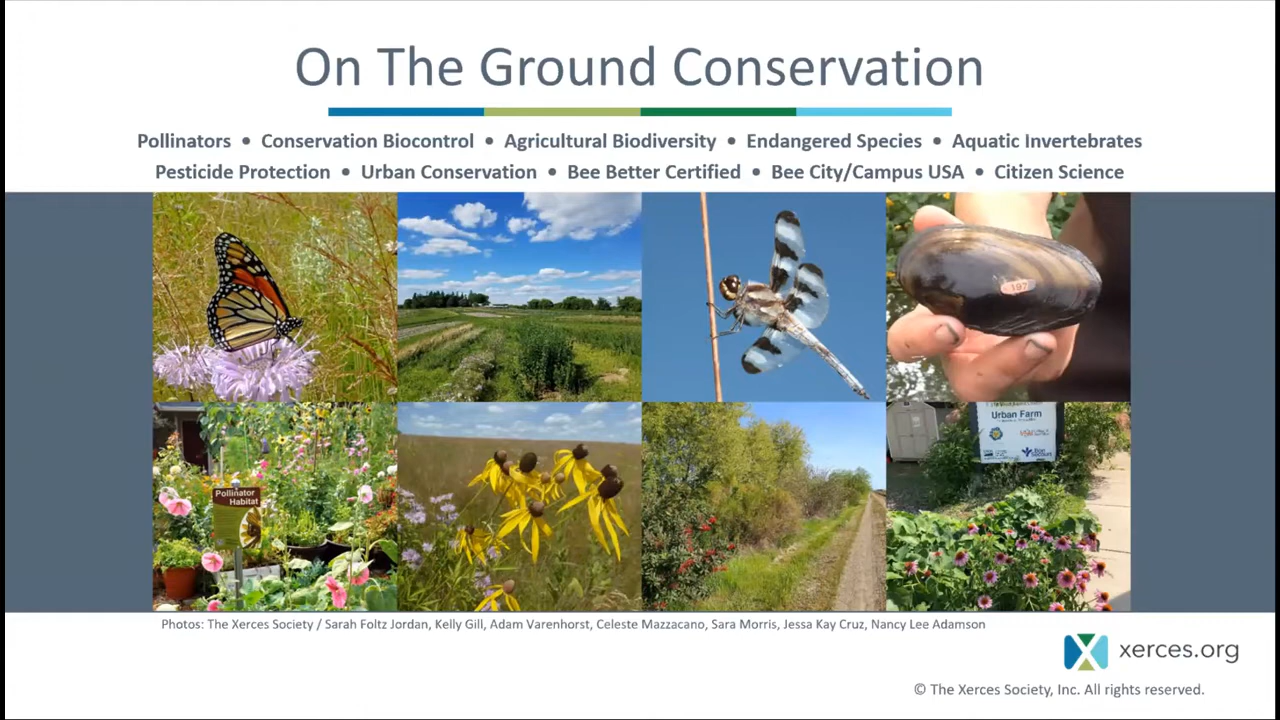 On The Ground Conservation
Pollinators • Conservation Biocontrol • Agricultural Biodiversity • Endangered Species • Aquatic Invertebrates
Pesticide Protection • Urban Conservation • Bee Better Certified • Bee City/Campus USA • Citizen Science
197
Urban Farm
Pollinator
Habitat
Photos: The Xerces Society / Sarah Foltz Jordan, Kelly Gill, Adam Varenhorst, Celeste Mazzacano, Sara Morris, Jessa Kay Cruz, Nancy Lee Adamson
xerces.org
© The Xerces Society, Inc. All rights reserved.